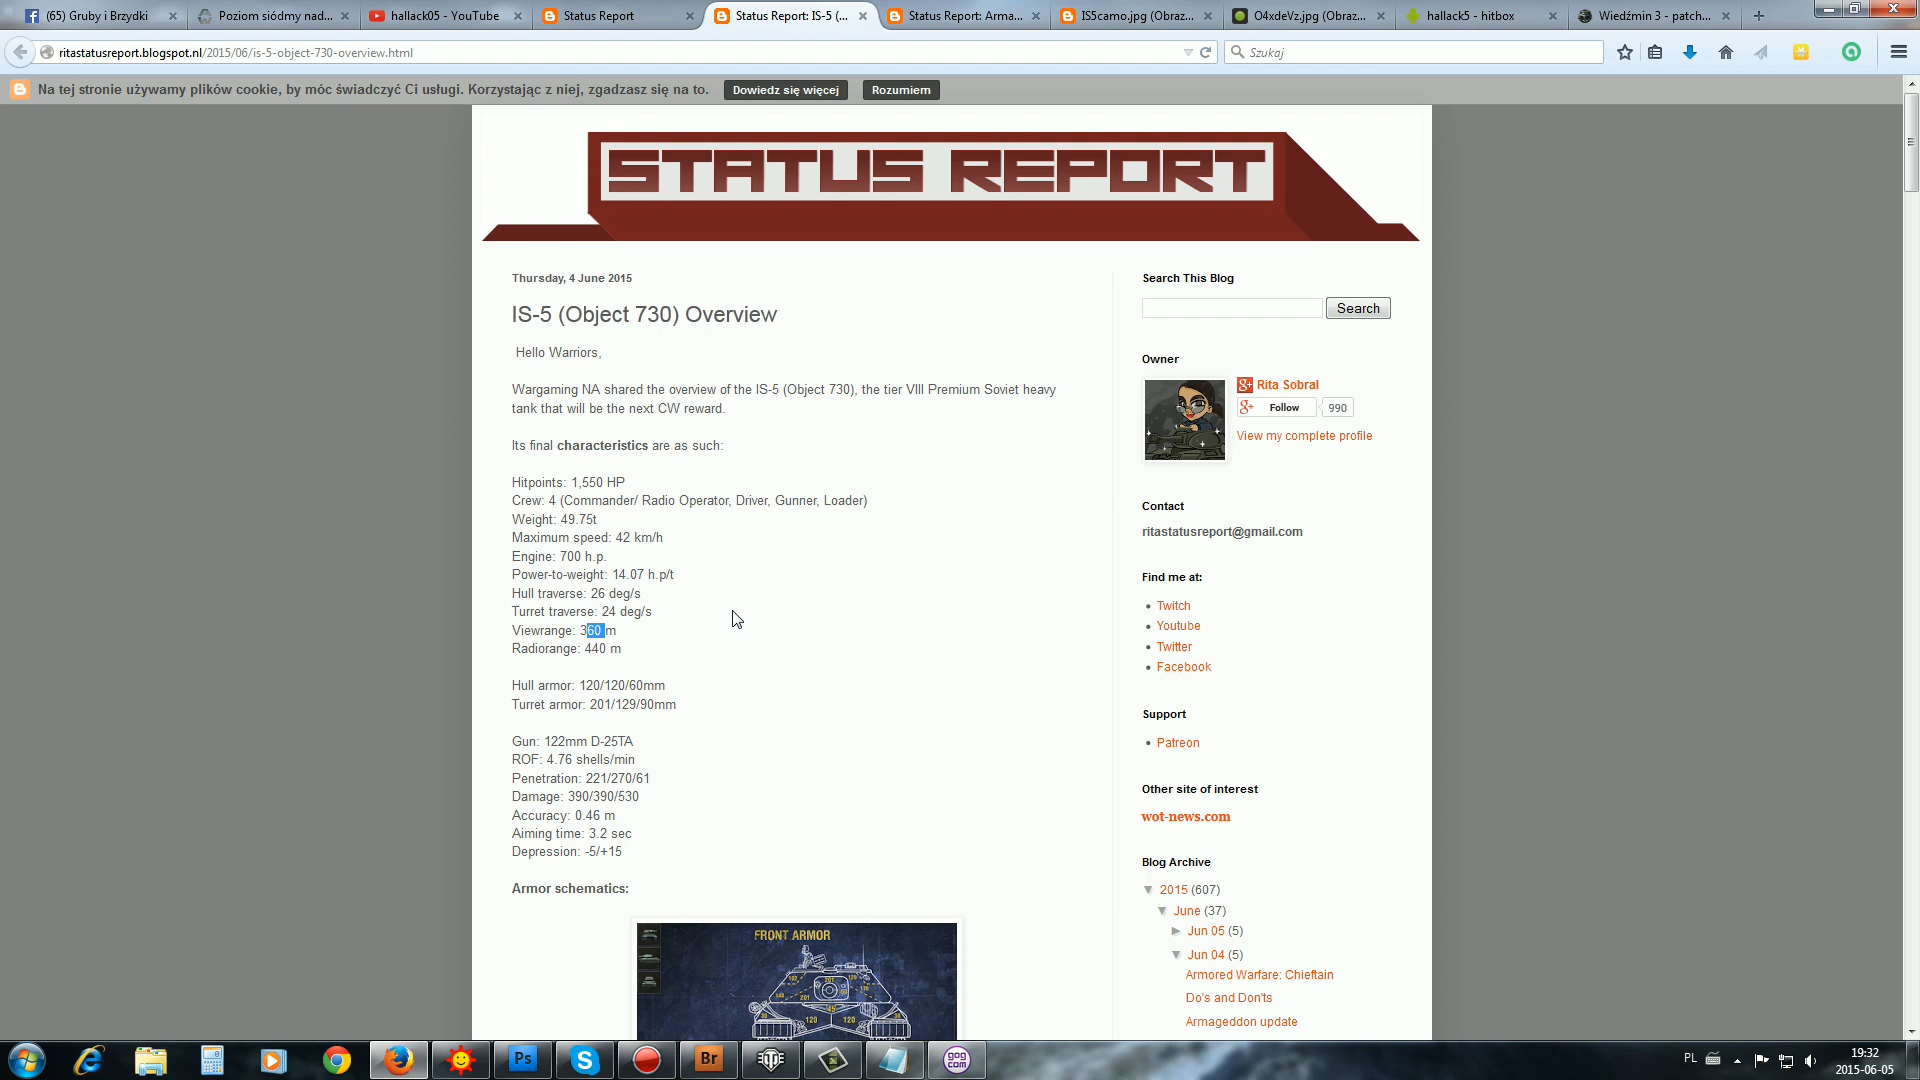 (65) Gruby i Brzydki
Poziom siódmy nad...
hallack05 - YouTube
Status Report
Status Report: IS-5 (...
Status Report: Arma...
IS5camo.jpg (Obraz...
O4xdeVz.jpg (Obraz...
hallack5 - hitbox
Wiedźmin 3 - patch...
ritastatusreport.blogspot.nl/2015/06/is-5-object-730-overview.html
Szukaj
Na tej stronie używamy plików cookie, by móc świadczyć Ci usługi. Korzystając z niej, zgadzasz się na to.
Dowiedz się więcej
Rozumiem
STATUS REPORT
Thursday, 4 June 2015
IS-5 (Object 730) Overview
Hello Warriors,
Wargaming NA shared the overview of the IS-5 (Object 730), the tier VIII Premium Soviet heavy
tank that will be the next CW reward.
Its final characteristics are as such:
Hitpoints: 1,550 HP
Crew: 4 (Commander/ Radio Operator, Driver, Gunner, Loader)
Weight: 49.75t
Maximum speed: 42 km/h
Engine: 700 h.p.
Power-to-weight: 14.07 h.p/t
Hull traverse: 26 deg/s
Turret traverse: 24 deg/s
Viewrange: 360 m
Radiorange: 440 m
Hull armor: 120/120/60mm
Turret armor: 201/129/90mm
Gun: 122mm D-25TA
ROF: 4.76 shells/min
Penetration: 221/270/61
Damage: 390/390/530
Accuracy: 0.46 m
Aiming time: 3.2 sec
Depression: -5/+15
Armor schematics:
FRONT ARMOR
201
120
120
Search This Blog
Search
Owner
Rita Sobral
Follow
990
View my complete profile
Contact
ritastatusreport@gmail.com
Find me at:
Twitch
Youtube
Twitter
Facebook
Support
Patreon
Other site of interest
wot-news.com
Blog Archive
2015 (607)
June (37)
Jun 05 (5)
Jun 04 (5)
Armored Warfare: Chieftain
Do's and Don'ts
Armageddon update
Ps
Br
gog
com
PL
19:32
2015-06-05